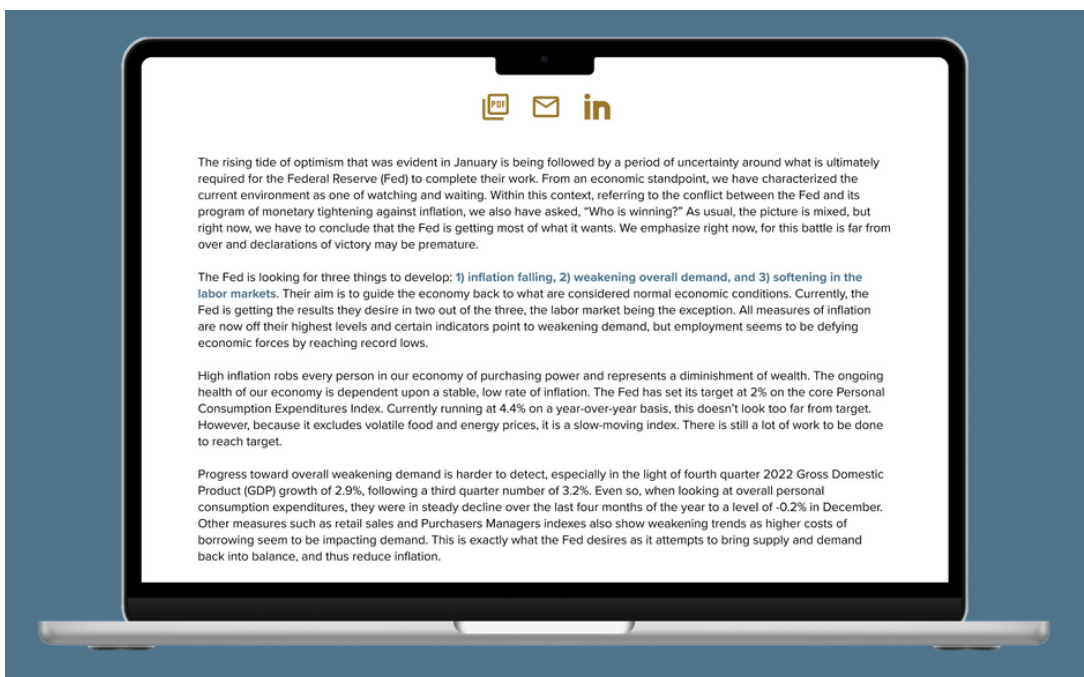 PDF
in
The rising tide of optimism that was evident in January is being followed by a period of uncertainty around what is ultimately
required for the Federal Reserve (Fed) to complete their work. From an economic standpoint, we have characterized the
current environment as one of watching and waiting. Within this context, referring to the conflict between the Fed and its
program of monetary tightening against inflation, we also have asked, “Who is winning?” As usual, the picture is mixed, but
right now, we have to conclude that the Fed is getting most of what it wants. We emphasize right now, for this battle is far from
over and declarations of victory may be premature.
The Fed is looking for three things to develop: 1) inflation falling, 2) weakening overall demand, and 3) softening in the
labor markets. Their aim is to guide the economy back to what are considered normal economic conditions. Currently, the
Fed is getting the results they desire in two out of the three, the labor market being the exception. All measures of inflation
are now off their highest levels and certain indicators point to weakening demand, but employment seems to be defying
economic forces by reaching record lows.
High inflation robs every person in our economy of purchasing power and represents a diminishment of wealth. The ongoing
health of our economy is dependent upon a stable, low rate of inflation. The Fed has set its target at 2% on the core Personal
Consumption Expenditures Index. Currently running at 4.4% on a year-over-year basis, this doesn’t look too far from target.
However, because it excludes volatile food and energy prices, it is a slow-moving index. There is still a lot of work to be done
to reach target.
Progress toward overall weakening demand is harder to detect, especially in the light of fourth quarter 2022 Gross Domestic
Product (GDP) growth of 2.9%, following a third quarter number of 3.2%. Even so, when looking at overall personal
consumption expenditures, they were in steady decline over the last four months of the year to a level of -0.2% in December.
Other measures such as retail sales and Purchasers Managers indexes also show weakening trends as higher costs of
borrowing seem to be impacting demand. This is exactly what the Fed desires as it attempts to bring supply and demand
back into balance, and thus reduce inflation.